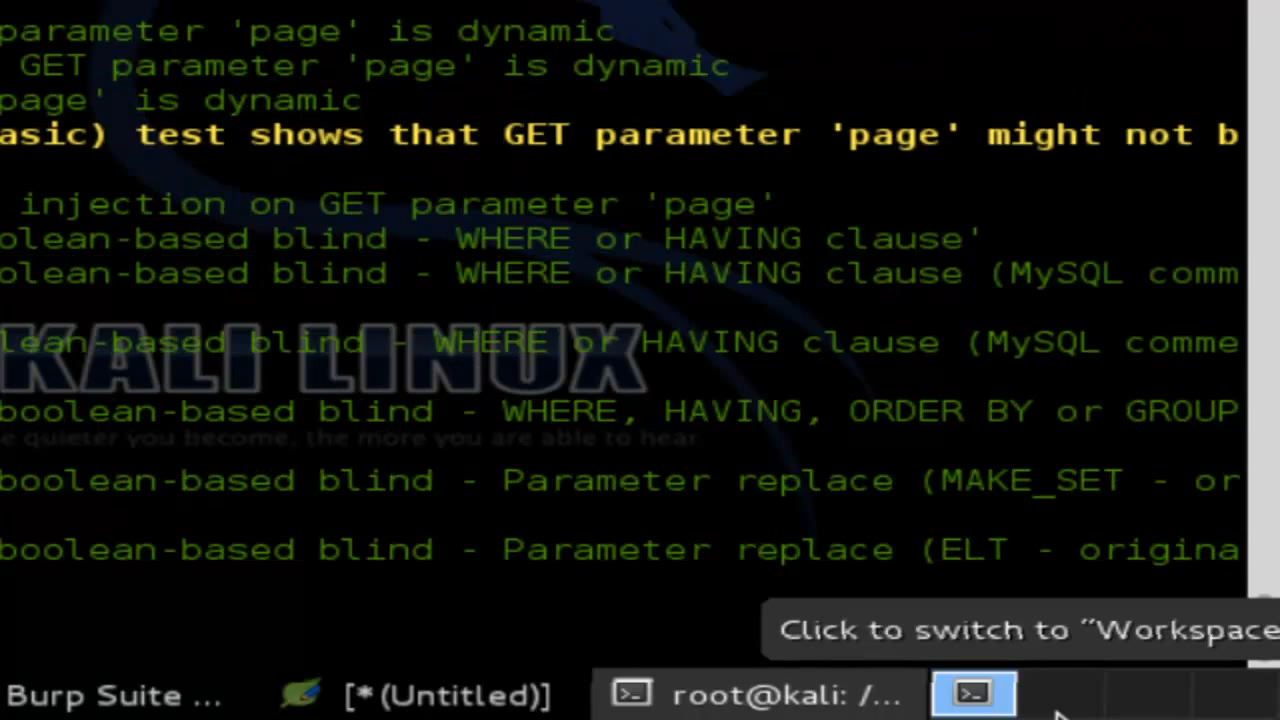 parameter 'page' is dynamic
GET parameter 'page' is dynamic
page' is dynamic
asic) test shows that GET parameter 'page' might not b
injection on GET parameter 'page'
olean-based blind - WHERE or HAVING clause'
olean-based blind - WHERE or HAVING clause (MySQL comm
lean-based blind - WHERE or HAVING clause (MySQL comme
KALI LINUX
boolean-based blind - WHERE, HAVING, ORDER BY or GROUP
e quieter you become, the more you are able to hear
boolean-based blind - Parameter replace (MAKE_SET - or
boolean-based blind - Parameter replace (ELT - origina
Click to switch to "Workspace
Burp Suite ...
[*(Untitled)]
root@kali: /...